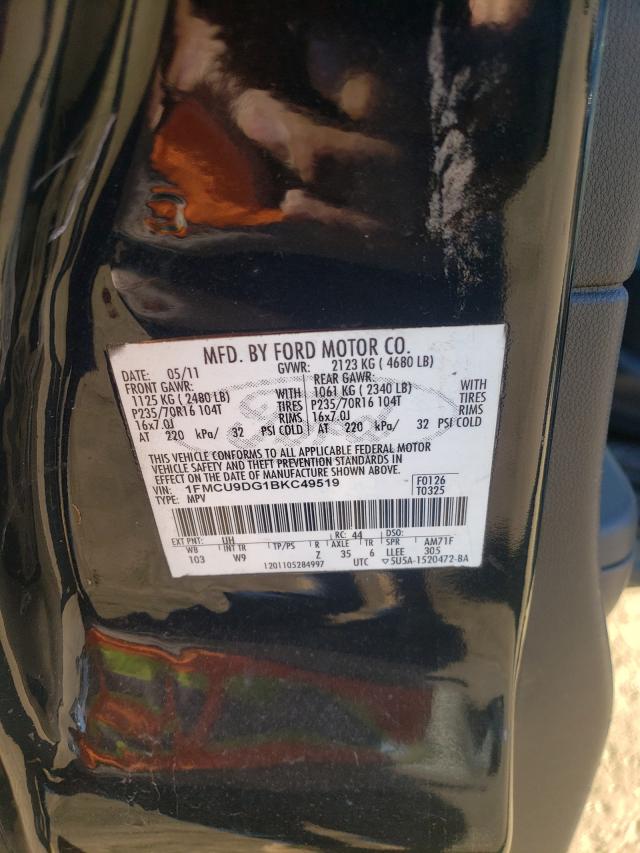 MFD. BY FORD MOTOR CO.
DATE: 05/11 GVWR: 2123 KG ( 4680 LB)
FRONT GAWR: REAR GAWR:
1125 KG ( 2480 LB) WITH 1061 KG ( 2340 LB) WITH
P235/70R16 104T TIRES P235/70R16 104T TIRES
16x7.0J RIMS 16x7.0J RIMS
AT 220 kPa/ 32 PSI COLD AT 220 kPa/ 32 PSI COLD
Ford
THIS VEHICLE CONFORMS TO ALL APPLICABLE FEDERAL MOTOR
VEHICLE SAFETY AND THEFT PREVENTION STANDARDS IN
EFFECT ON THE DATE OF MANUFACTURE SHOWN ABOVE.
VIN: 1FMCU9DG1BKC49519 F0126
TYPE: MPV T0325
EXT PNT: UH RC: 44 DSO:
WB INT TR TP/PS R AXLE TR SPR AM71F
103 W9 Z 35 6 LLEE 305
1201105284997 UTC ▽5U5A-1520472-BA